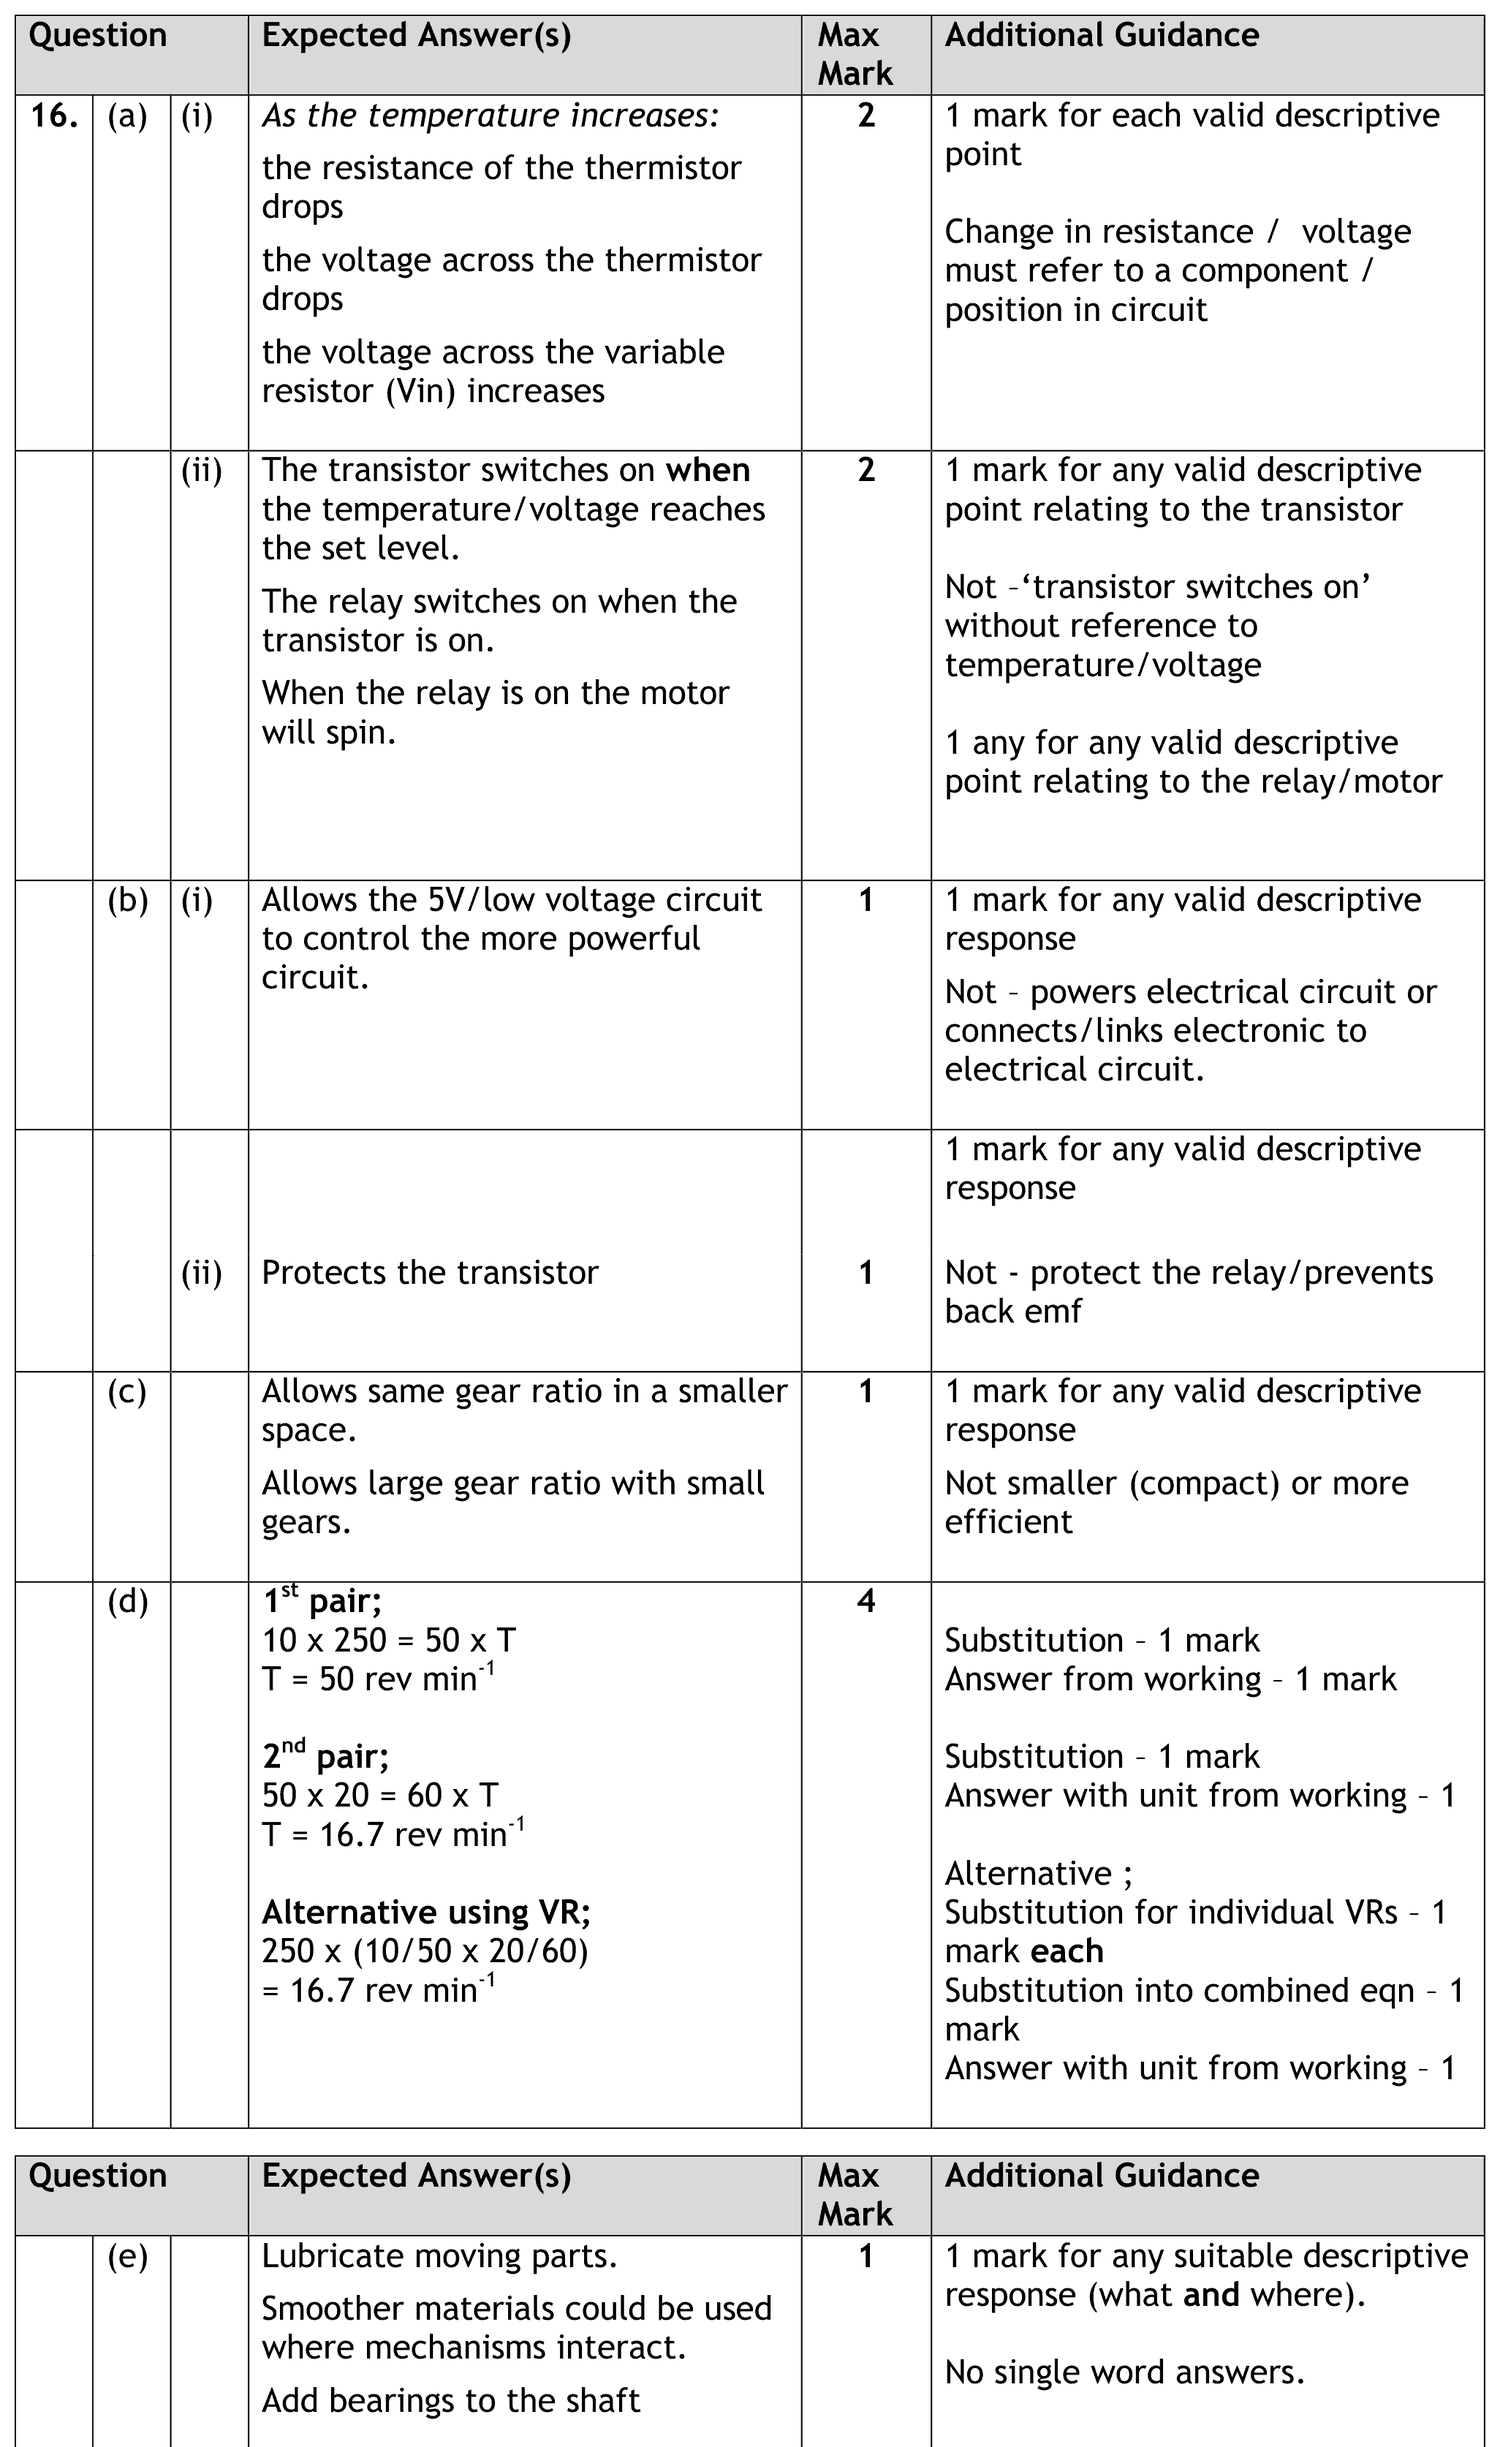 Question Expected Answer(s) Max Mark Additional Guidance
16. (a) (i) As the temperature increases:
the resistance of the thermistor
drops
the voltage across the thermistor
drops
the voltage across the variable
resistor (Vin) increases
2
1 mark for each valid descriptive
point
Change in resistance / voltage
must refer to a component /
position in circuit
(ii) The transistor switches on when
the temperature/voltage reaches
the set level.
The relay switches on when the
transistor is on.
When the relay is on the motor
will spin.
2
1 mark for any valid descriptive
point relating to the transistor
Not –‘transistor switches on’
without reference to
temperature/voltage
1 any for any valid descriptive
point relating to the relay/motor
(b) (i) Allows the 5V/low voltage circuit
to control the more powerful
circuit.
1
1 mark for any valid descriptive
response
Not – powers electrical circuit or
connects/links electronic to
electrical circuit.
1 mark for any valid descriptive
response
(ii) Protects the transistor
1
Not - protect the relay/prevents
back emf
(c) Allows same gear ratio in a smaller
space.
Allows large gear ratio with small
gears.
1
1 mark for any valid descriptive
response
Not smaller (compact) or more
efficient
(d) 1st pair;
10 x 250 = 50 x T
T = 50 rev min-1
2nd pair;
50 x 20 = 60 x T
T = 16.7 rev min-1
Alternative using VR;
250 x (10/50 x 20/60)
= 16.7 rev min-1
4
Substitution – 1 mark
Answer from working – 1 mark
Substitution – 1 mark
Answer with unit from working – 1
Alternative ;
Substitution for individual VRs – 1
mark each
Substitution into combined eqn – 1
mark
Answer with unit from working – 1
Question Expected Answer(s) Max Mark Additional Guidance
(e) Lubricate moving parts.
Smoother materials could be used
where mechanisms interact.
Add bearings to the shaft
1
1 mark for any suitable descriptive
response (what and where).
No single word answers.